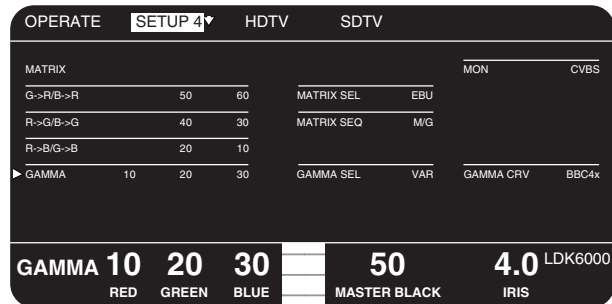 OPERATE SETUP 4 HDTV SDTV
MATRIX MON CVBS
G->R/B->R 50 60 MATRIX SEL EBU
R->G/B->G 40 30 MATRIX SEQ M/G
R->B/G->B 20 10
GAMMA 10 20 30 GAMMA SEL VAR GAMMA CRV BBC4x
GAMMA 10 20 30 50 4.0 LDK6000
RED GREEN BLUE MASTER BLACK IRIS